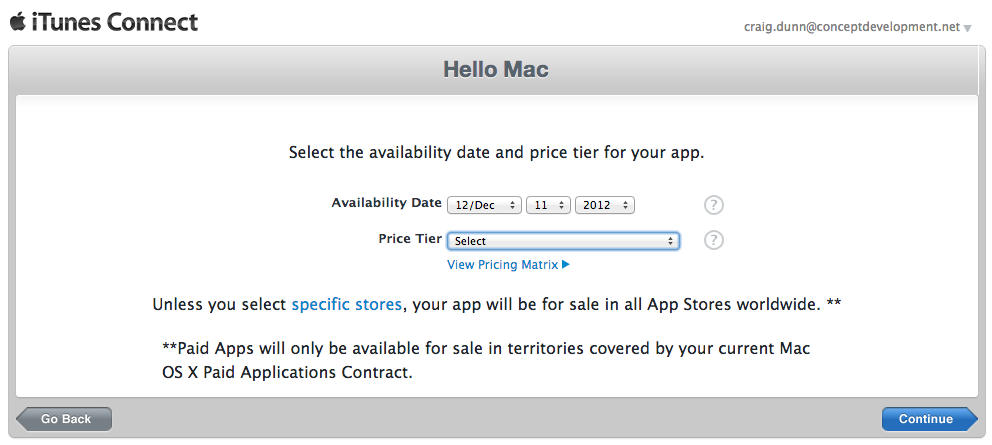 iTunes Connect
craig.dunn@conceptdevelopment.net
Hello Mac
Select the availability date and price tier for your app.
Availability Date 12/Dec 11 2012 ?
Price Tier Select ?
View Pricing Matrix
Unless you select specific stores, your app will be for sale in all App Stores worldwide. **
**Paid Apps will only be available for sale in territories covered by your current Mac
OS X Paid Applications Contract.
Go Back Continue